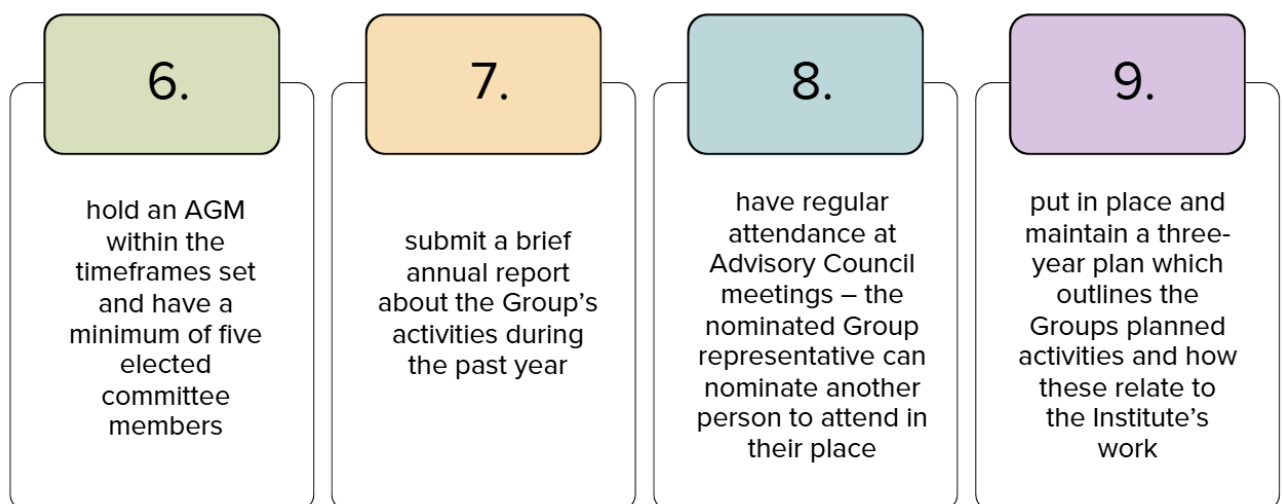 6.
hold an AGM
within the
timeframes set
and have a
minimum of five
elected
committee
members
7.
submit a brief
annual report
about the Group’s
activities during
the past year
8.
have regular
attendance at
Advisory Council
meetings – the
nominated Group
representative can
nominate another
person to attend in
their place
9.
put in place and
maintain a three-
year plan which
outlines the
Groups planned
activities and how
these relate to
the Institute’s
work